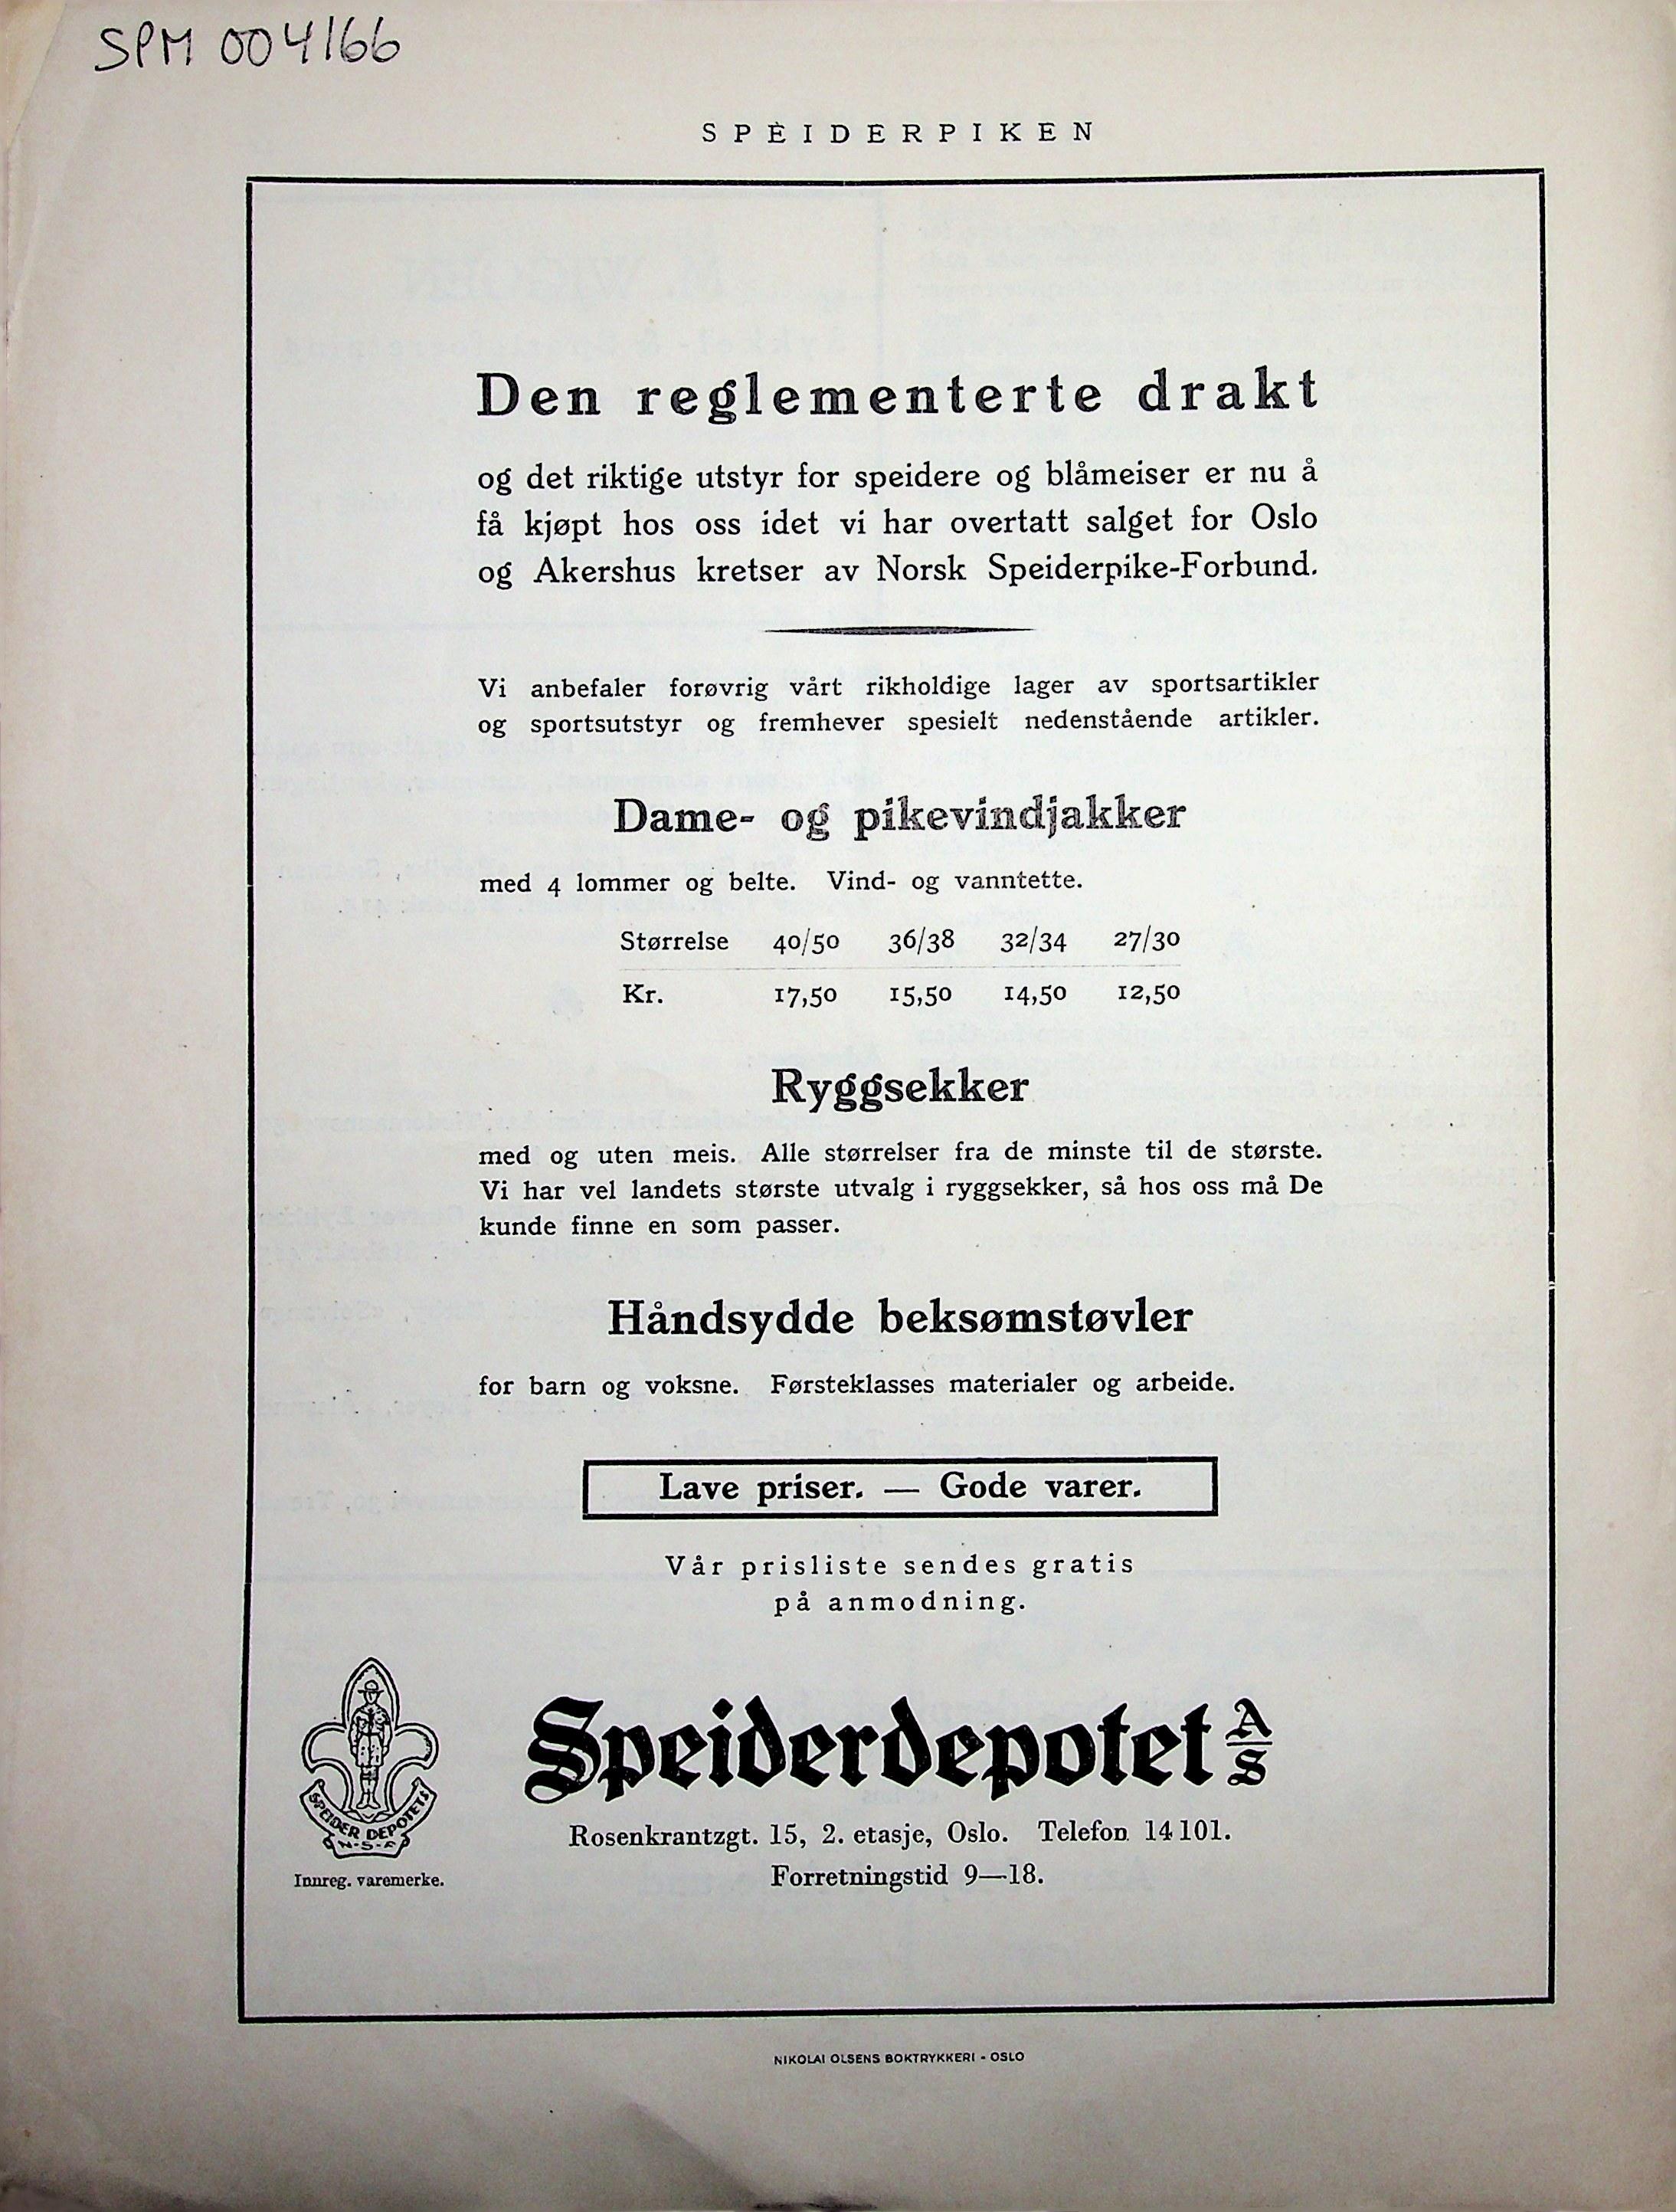 SPM 004166
SPEIDERPIKEN
Den reglementerte drakt
og det riktige utstyr for speidere og blåmeiser er nu å
få kjøpt hos oss idet vi har overtatt salget for Oslo
og Akershus kretser av Norsk Speiderpike-Forbund.
Vi anbefaler forøvrig vårt rikholdige lager av sportsartikler
og sportsutstyr og fremhever spesielt nedenstående artikler.
Dame- og pikevindjakker
med 4 lommer og belte. Vind- og vanntette.
Størrelse 40/50 36/38 32/34 27/30
Kr. 17,50 15,50 14,50 12,50
Ryggsekker
med og uten meis. Alle størrelser fra de minste til de største.
Vi har vel landets største utvalg i ryggsekker, så hos oss må De
kunde finne en som passer.
Håndsydde beksømstøvler
for barn og voksne. Førsteklasses materialer og arbeide.
Lave priser. — Gode varer.
Vår prisliste sendes gratis
på anmodning.
SPEIDER DEPOTETS
N-S-F
Innreg. varemerke.
Speiderdepotet A/S
Rosenkrantzgt. 15, 2. etasje, Oslo. Telefon 14101.
Forretningstid 9—18.
NIKOLAI OLSENS BOKTRYKKERI - OSLO